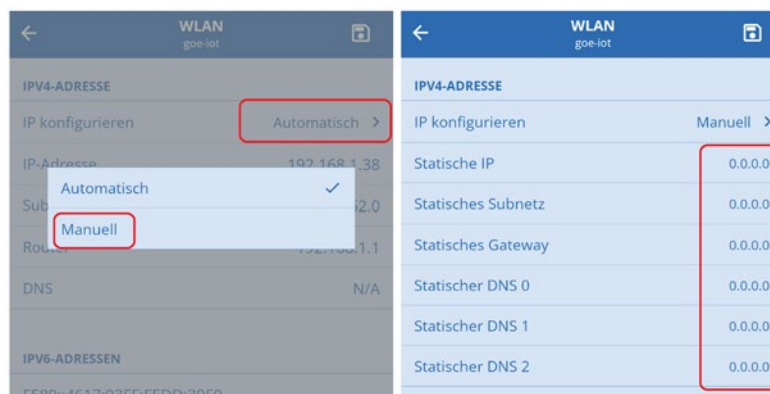 WLAN
goe-iot
IPV4-ADRESSE
IP konfigurieren Automatisch
IP-Adresse 192.168.1.38
Automatisch
Sub 2.0
Manuell
DNS N/A
IPV6-ADRESSEN
WLAN
goe-iot
IPV4-ADRESSE
IP konfigurieren Manuell
Statische IP 0.0.0.0
Statisches Subnetz 0.0.0.0
Statisches Gateway 0.0.0.0
Statischer DNS 0 0.0.0.0
Statischer DNS 1 0.0.0.0
Statischer DNS 2 0.0.0.0